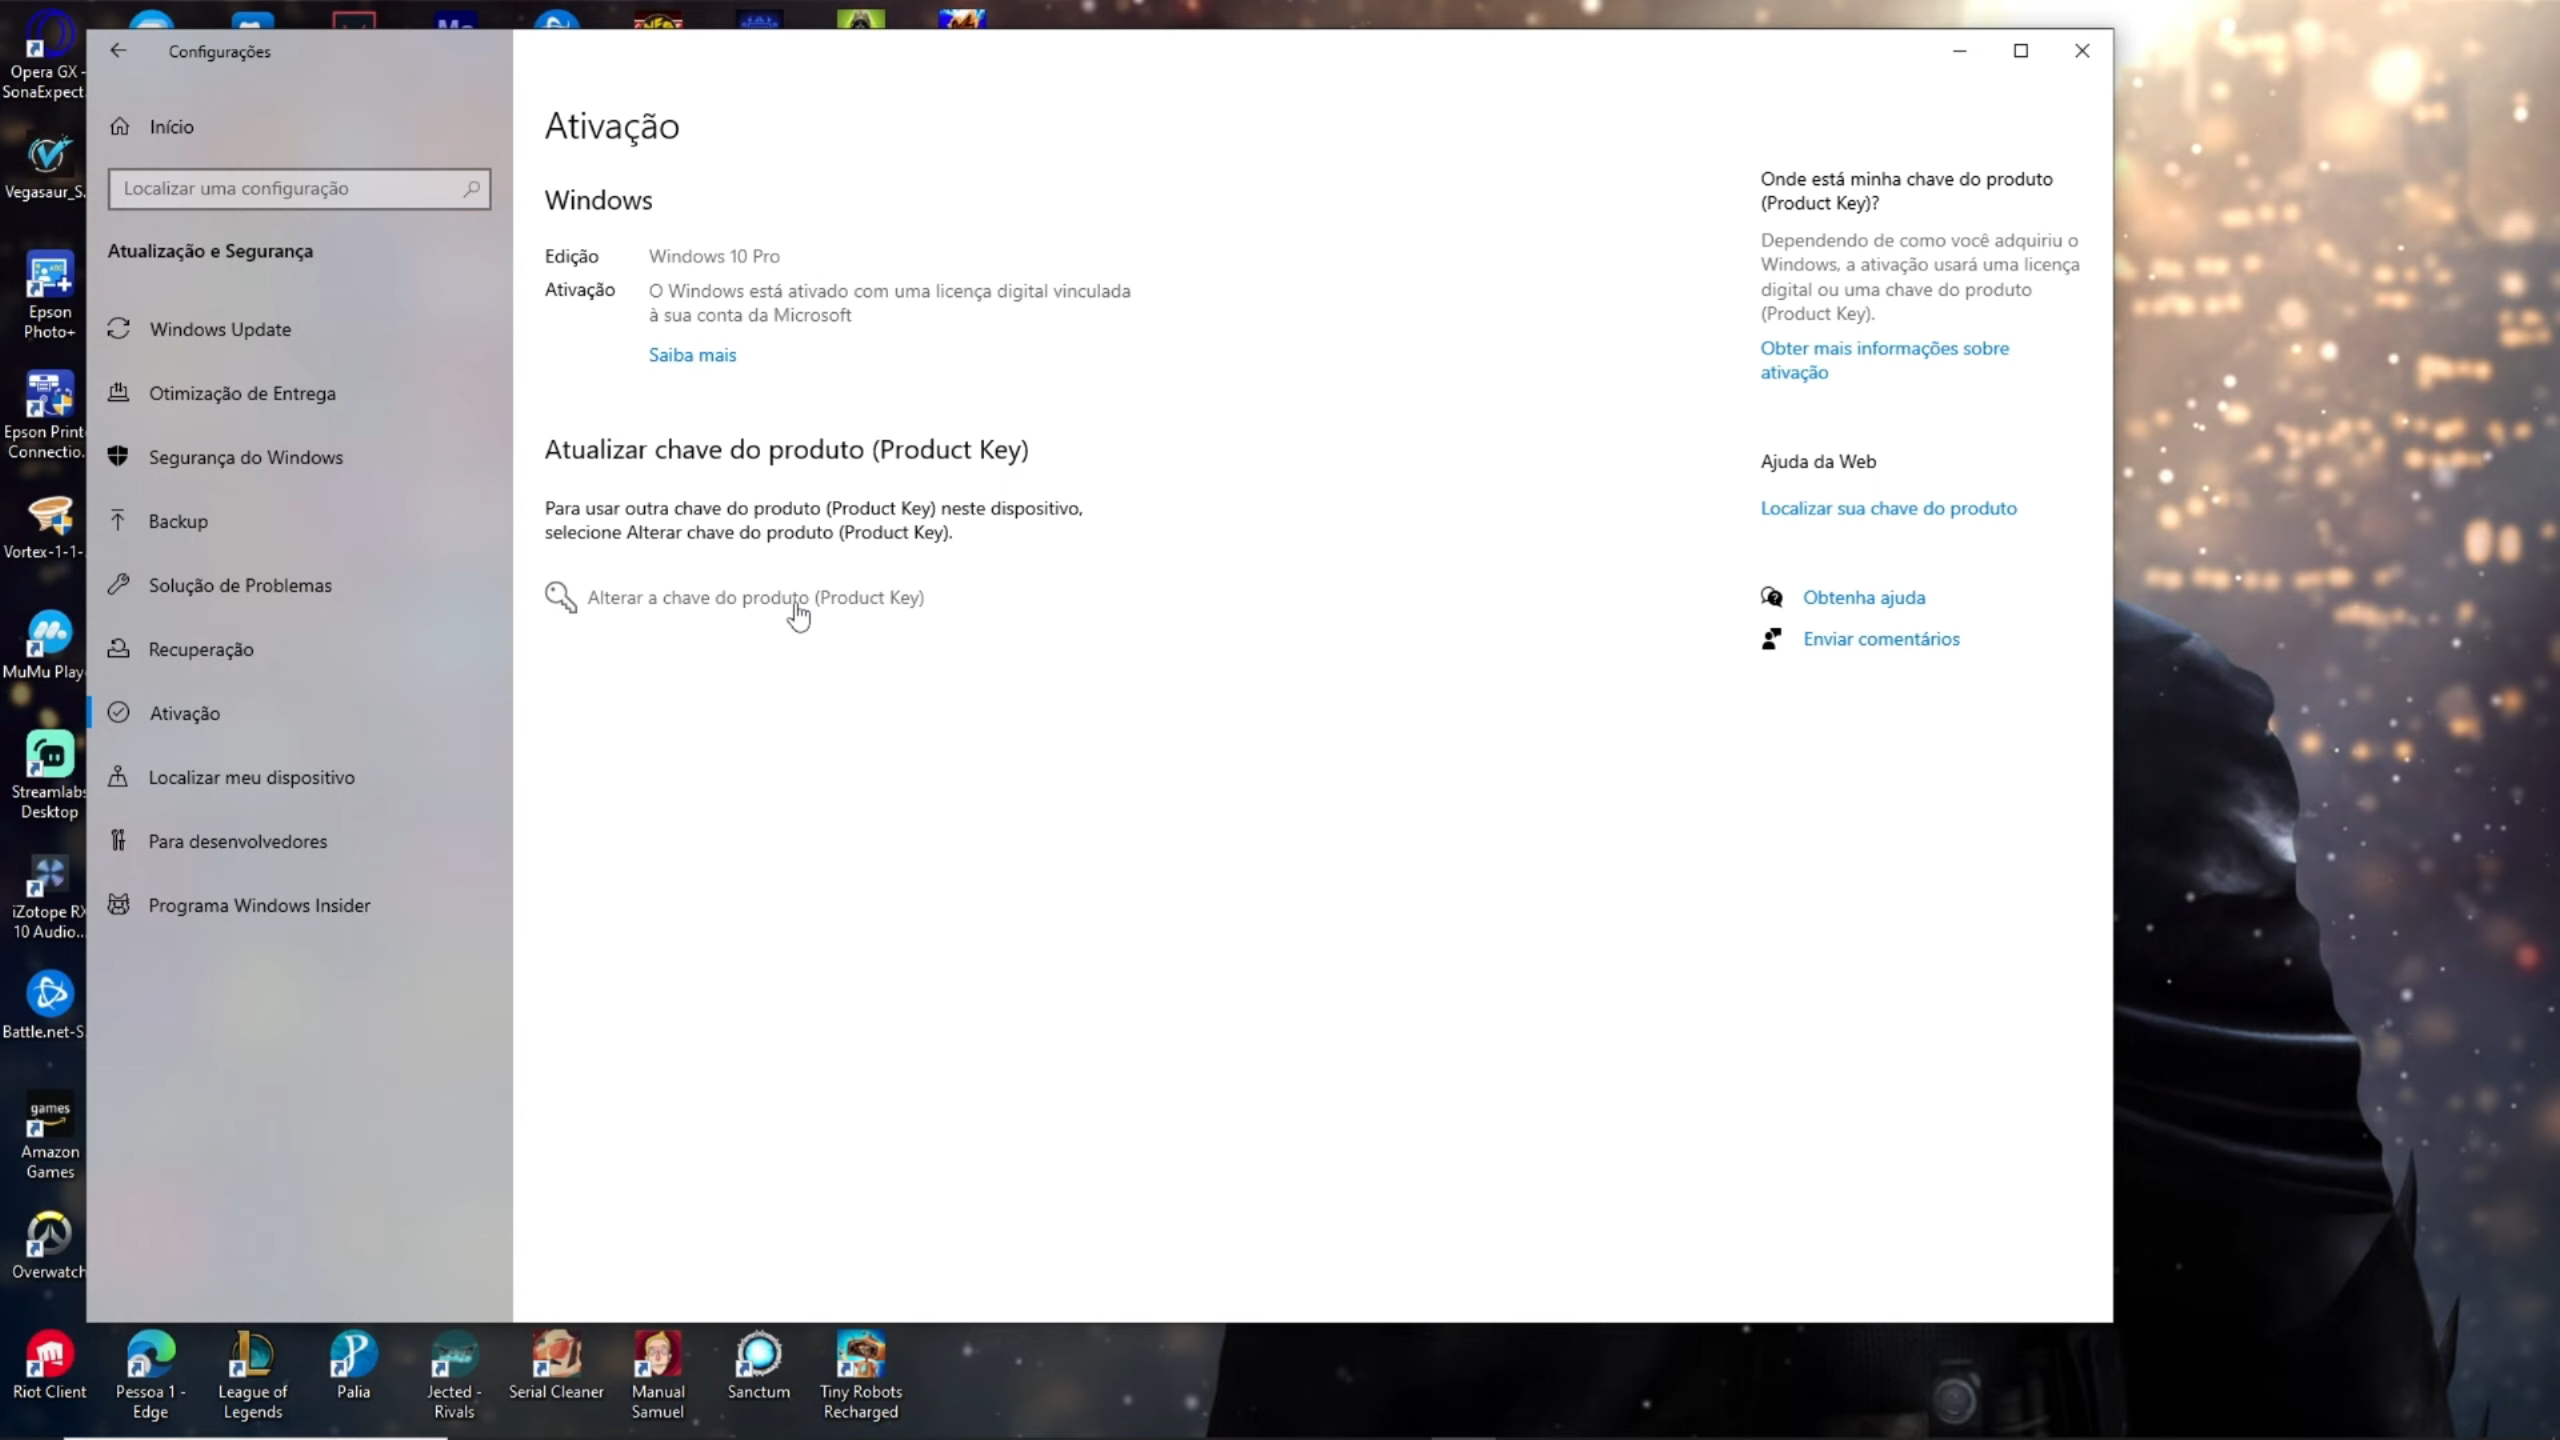 Configurações
Início
Localizar uma configuração
Atualização e Segurança
Windows Update
Otimização de Entrega
Segurança do Windows
Backup
Solução de Problemas
Recuperação
Ativação
Localizar meu dispositivo
Para desenvolvedores
Programa Windows Insider
Ativação
Windows
Edição Windows 10 Pro
Ativação O Windows está ativado com uma licença digital vinculada
à sua conta da Microsoft
Saiba mais
Atualizar chave do produto (Product Key)
Para usar outra chave do produto (Product Key) neste dispositivo,
selecione Alterar chave do produto (Product Key).
Alterar a chave do produto (Product Key)
Onde está minha chave do produto
(Product Key)?
Dependendo de como você adquiriu o
Windows, a ativação usará uma licença
digital ou uma chave do produto
(Product Key).
Obter mais informações sobre
ativação
Ajuda da Web
Localizar sua chave do produto
Obtenha ajuda
Enviar comentários
Opera GX -
SonaExpect
Vegasaur_S.
Epson
Photo+
Epson Print
Connectio.
Vortex-1-1-
MuMu Play
Streamlabs
Desktop
iZotope RX
10 Audio...
Battle.net-S
games
Amazon
Games
Overwatch
Riot Client
Pessoa 1 -
Edge
League of
Legends
Palia
Jected -
Rivals
Serial Cleaner
Manual
Samuel
Sanctum
Tiny Robots
Recharged